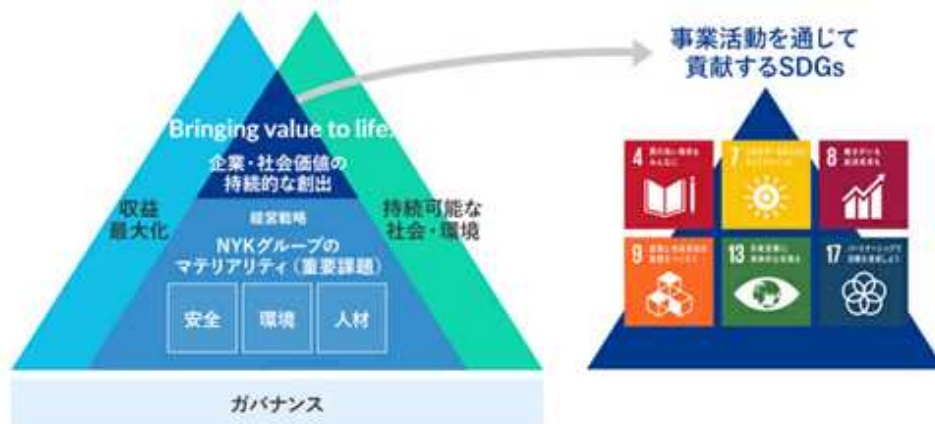 Bringing value to life.
企業・社会価値の
持続的な創出
収益
最大化
経営戦略
NYKグループの
マテリアリティ（重要課題）
安全
環境
人材
持続可能な
社会・環境
ガバナンス
事業活動を通じて
貢献するSDGs
4
7
8
9
13
17